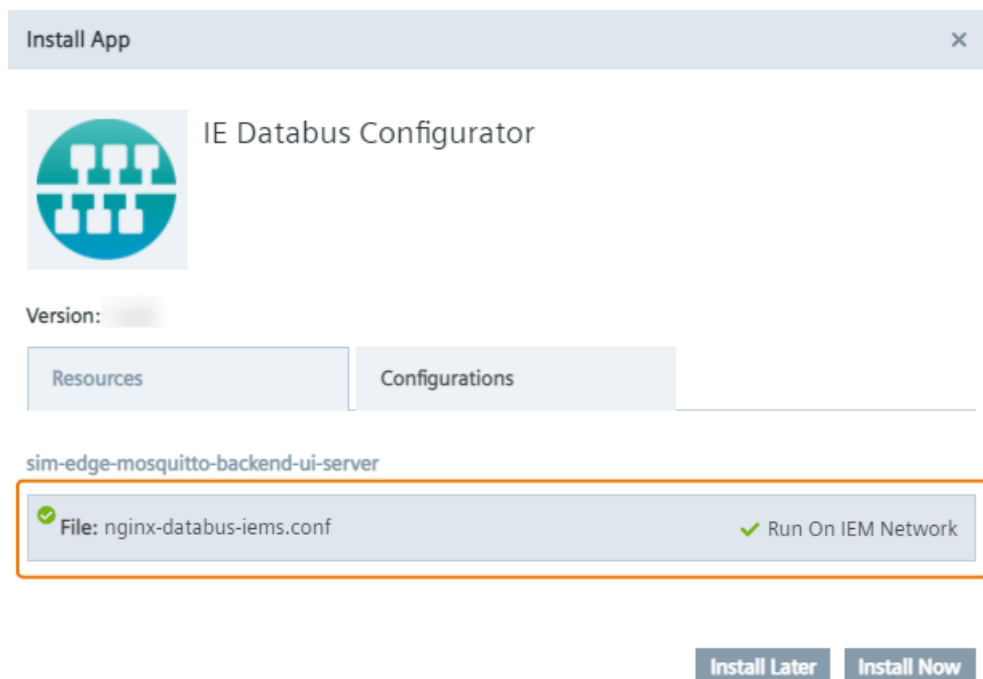 Install App
IE Databus Configurator
Version:
Resources
Configurations
sim-edge-mosquitto-backend-ui-server
File: nginx-databus-iems.conf
Run On IEM Network
Install Later
Install Now